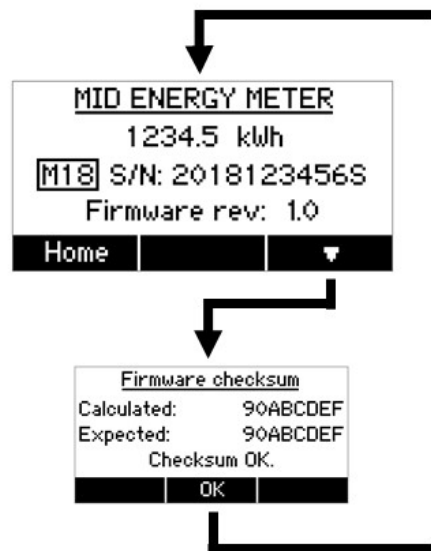 MID ENERGY METER
1234.5 kWh
M18 S/N: 2018123456S
Firmware rev: 1.0
Home ▼
Firmware checksum
Calculated: 90ABCDEF
Expected: 90ABCDEF
Checksum OK.
OK